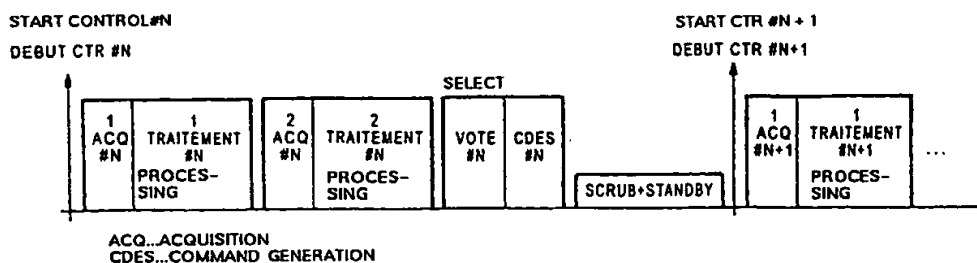 START CONTROL#N
DEBUT CTR #N
START CTR #N + 1
DEBUT CTR #N+1
SELECT
1
ACQ
#N
1
TRAITEMENT
#N
PROCES-
SING
2
ACQ
#N
2
TRAITEMENT
#N
PROCES-
SING
VOTE
#N
CDES
#N
SCRUB+STANDBY
1
ACQ
#N+1
1
TRAITEMENT
#N+1
PROCES-
SING
...
ACQ...ACQUISITION
CDES...COMMAND GENERATION